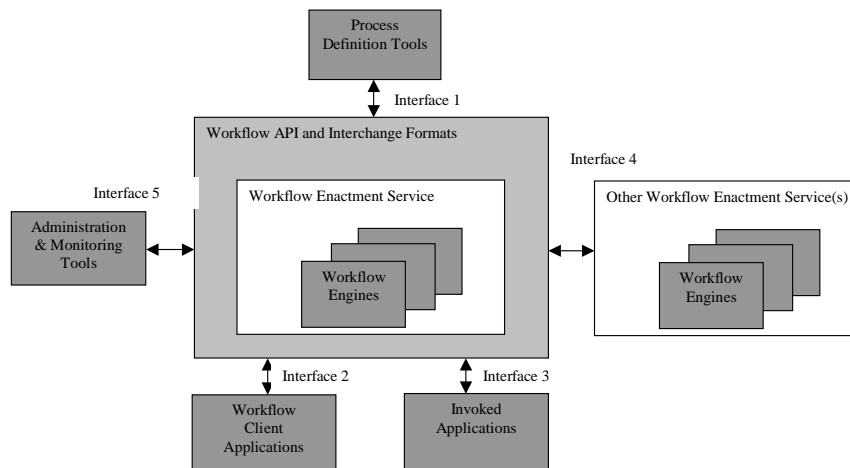 Process
Definition Tools
Interface 1
Workflow API and Interchange Formats
Interface 4
Interface 5
Workflow Enactment Service
Other Workflow Enactment Service(s)
Administration
& Monitoring
Tools
Workflow
Engines
Workflow
Engines
Interface 2
Interface 3
Workflow
Client
Applications
Invoked
Applications